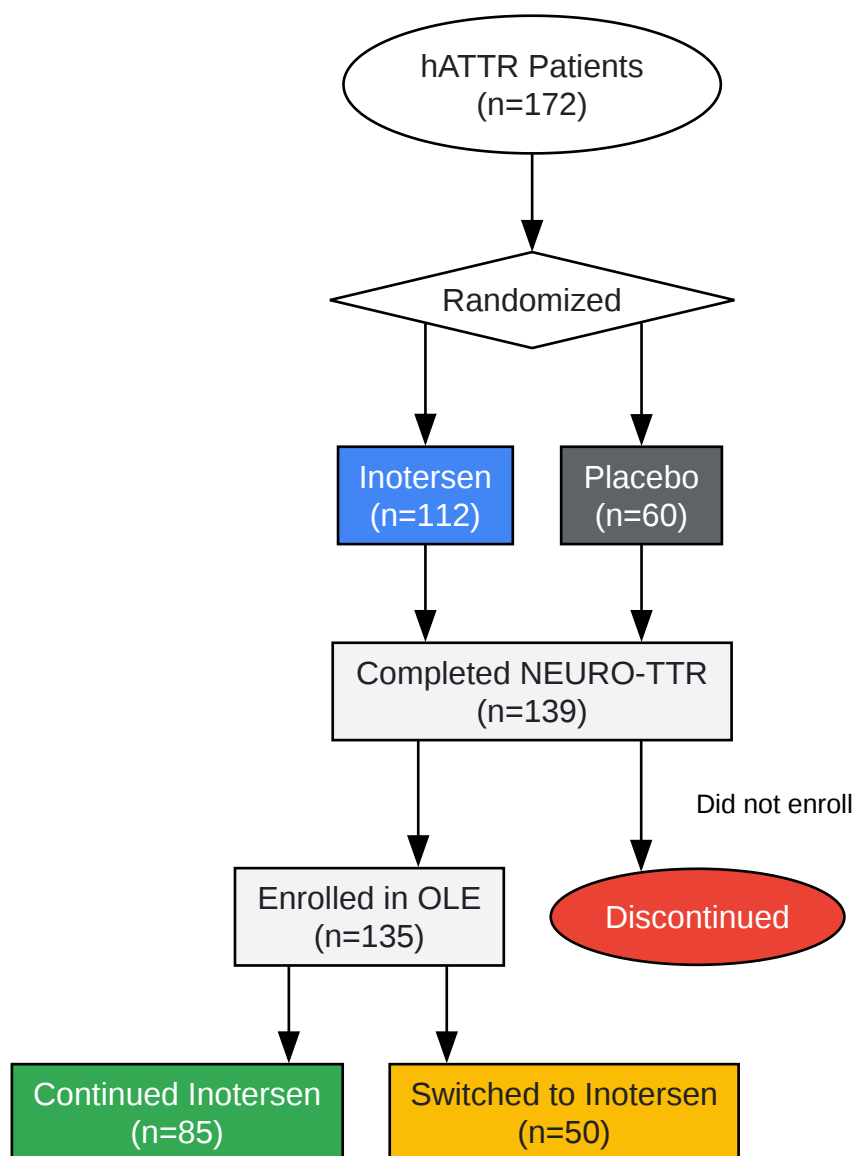 hATTR Patients
(n=172)
Randomized
Inotersen
(n=112)
Placebo
(n=60)
Completed NEURO-TTR
(n=139)
Did not enroll
Enrolled in OLE
(n=135)
Discontinued
Continued Inotersen
(n=85)
Switched to Inotersen
(n=50)